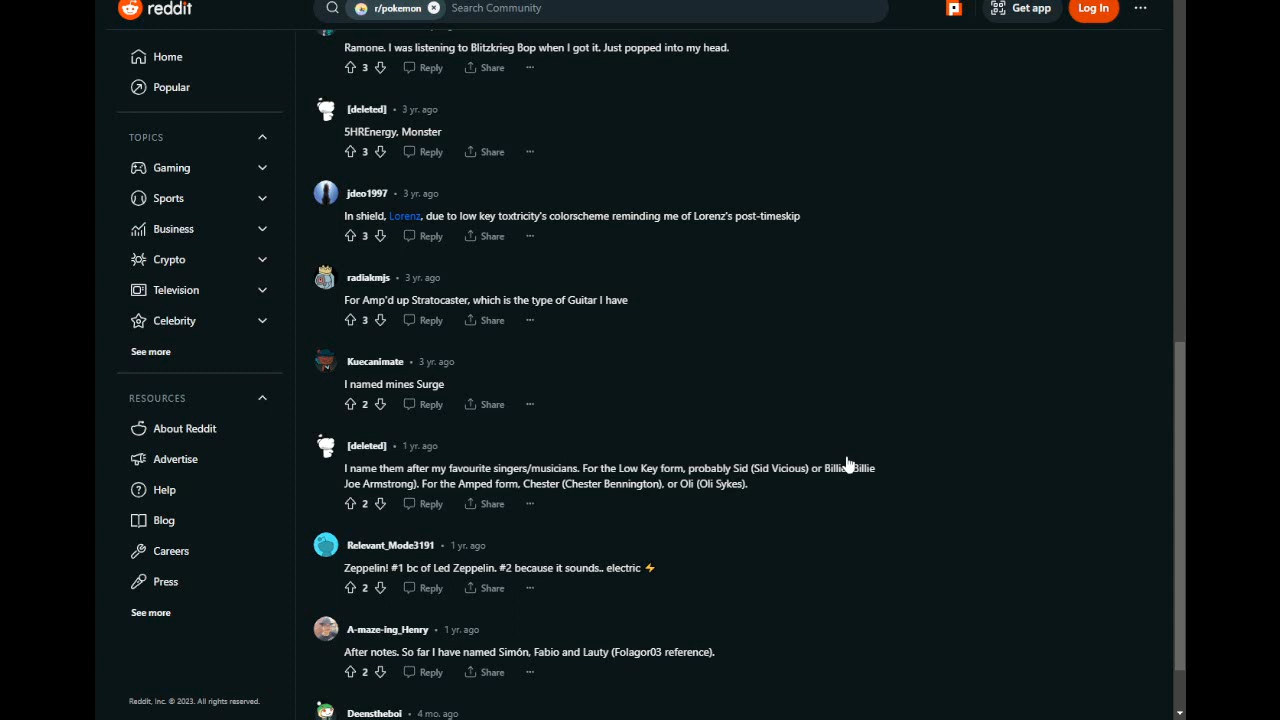 reddit
r/pokemon
Search Community
Get app
Log In
Home
Popular
TOPICS
Gaming
Sports
Business
Crypto
Television
Celebrity
See more
RESOURCES
About Reddit
Advertise
Help
Blog
Careers
Press
See more
Reddit, Inc. © 2023. All rights reserved.
Ramone. I was listening to Blitzkrieg Bop when I got it. Just popped into my head.
3 Reply Share
[deleted] • 3 yr. ago
5HREnergy, Monster
3 Reply Share
jdeo1997 • 3 yr. ago
In shield, Lorenz, due to low key toxtricity's colorscheme reminding me of Lorenz's post-timeskip
3 Reply Share
radiakmjs • 3 yr. ago
For Amp'd up Stratocaster, which is the type of Guitar I have
3 Reply Share
Kuecanimate • 3 yr. ago
I named mines Surge
2 Reply Share
[deleted] • 1 yr. ago
I name them after my favourite singers/musicians. For the Low Key form, probably Sid (Sid Vicious) or Billie (Billie
Joe Armstrong). For the Amped form, Chester (Chester Bennington), or Oli (Oli Sykes).
2 Reply Share
Relevant_Mode3191 • 1 yr. ago
Zeppelin! #1 bc of Led Zeppelin. #2 because it sounds.. electric ⚡
2 Reply Share
A-maze-ing_Henry • 1 yr. ago
After notes. So far I have named Simón, Fabio and Lauty (Folagor03 reference).
2 Reply Share
Deenstheboi • 4 mo. ago